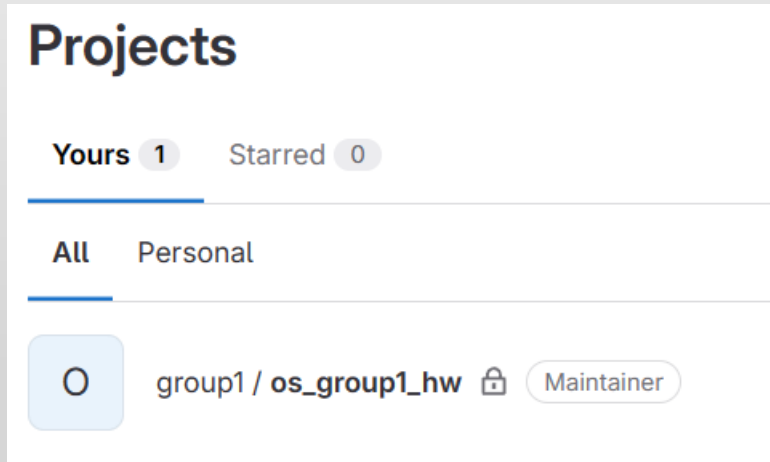 Projects
Yours 1 Starred 0
All Personal
O group1 / os_group1_hw Maintainer